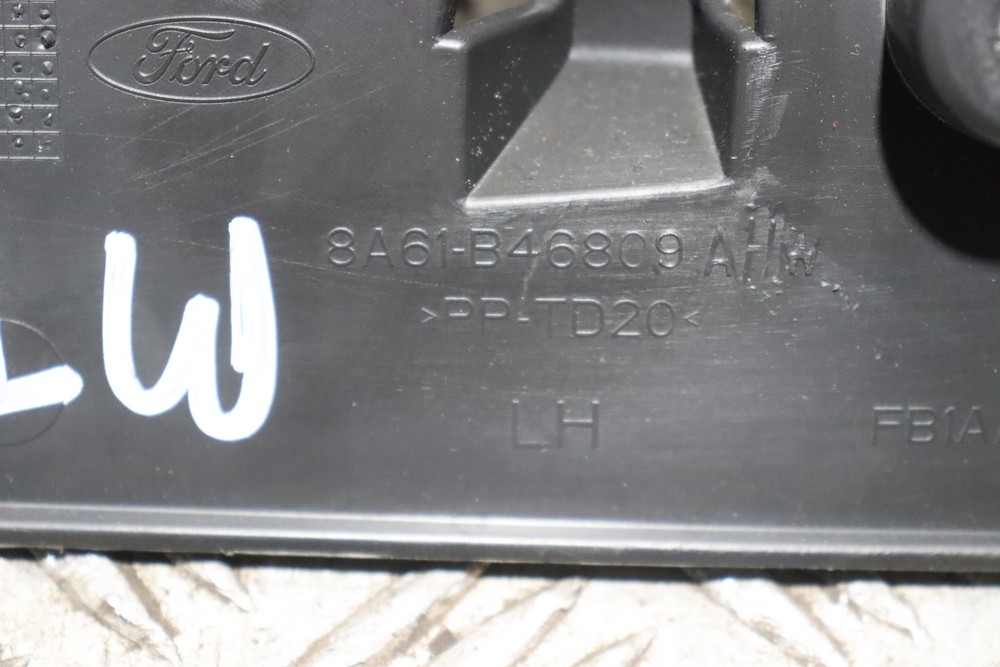 Ford
8A61-B46809 AHW
>PP-TD20<
LH
FB1A
W